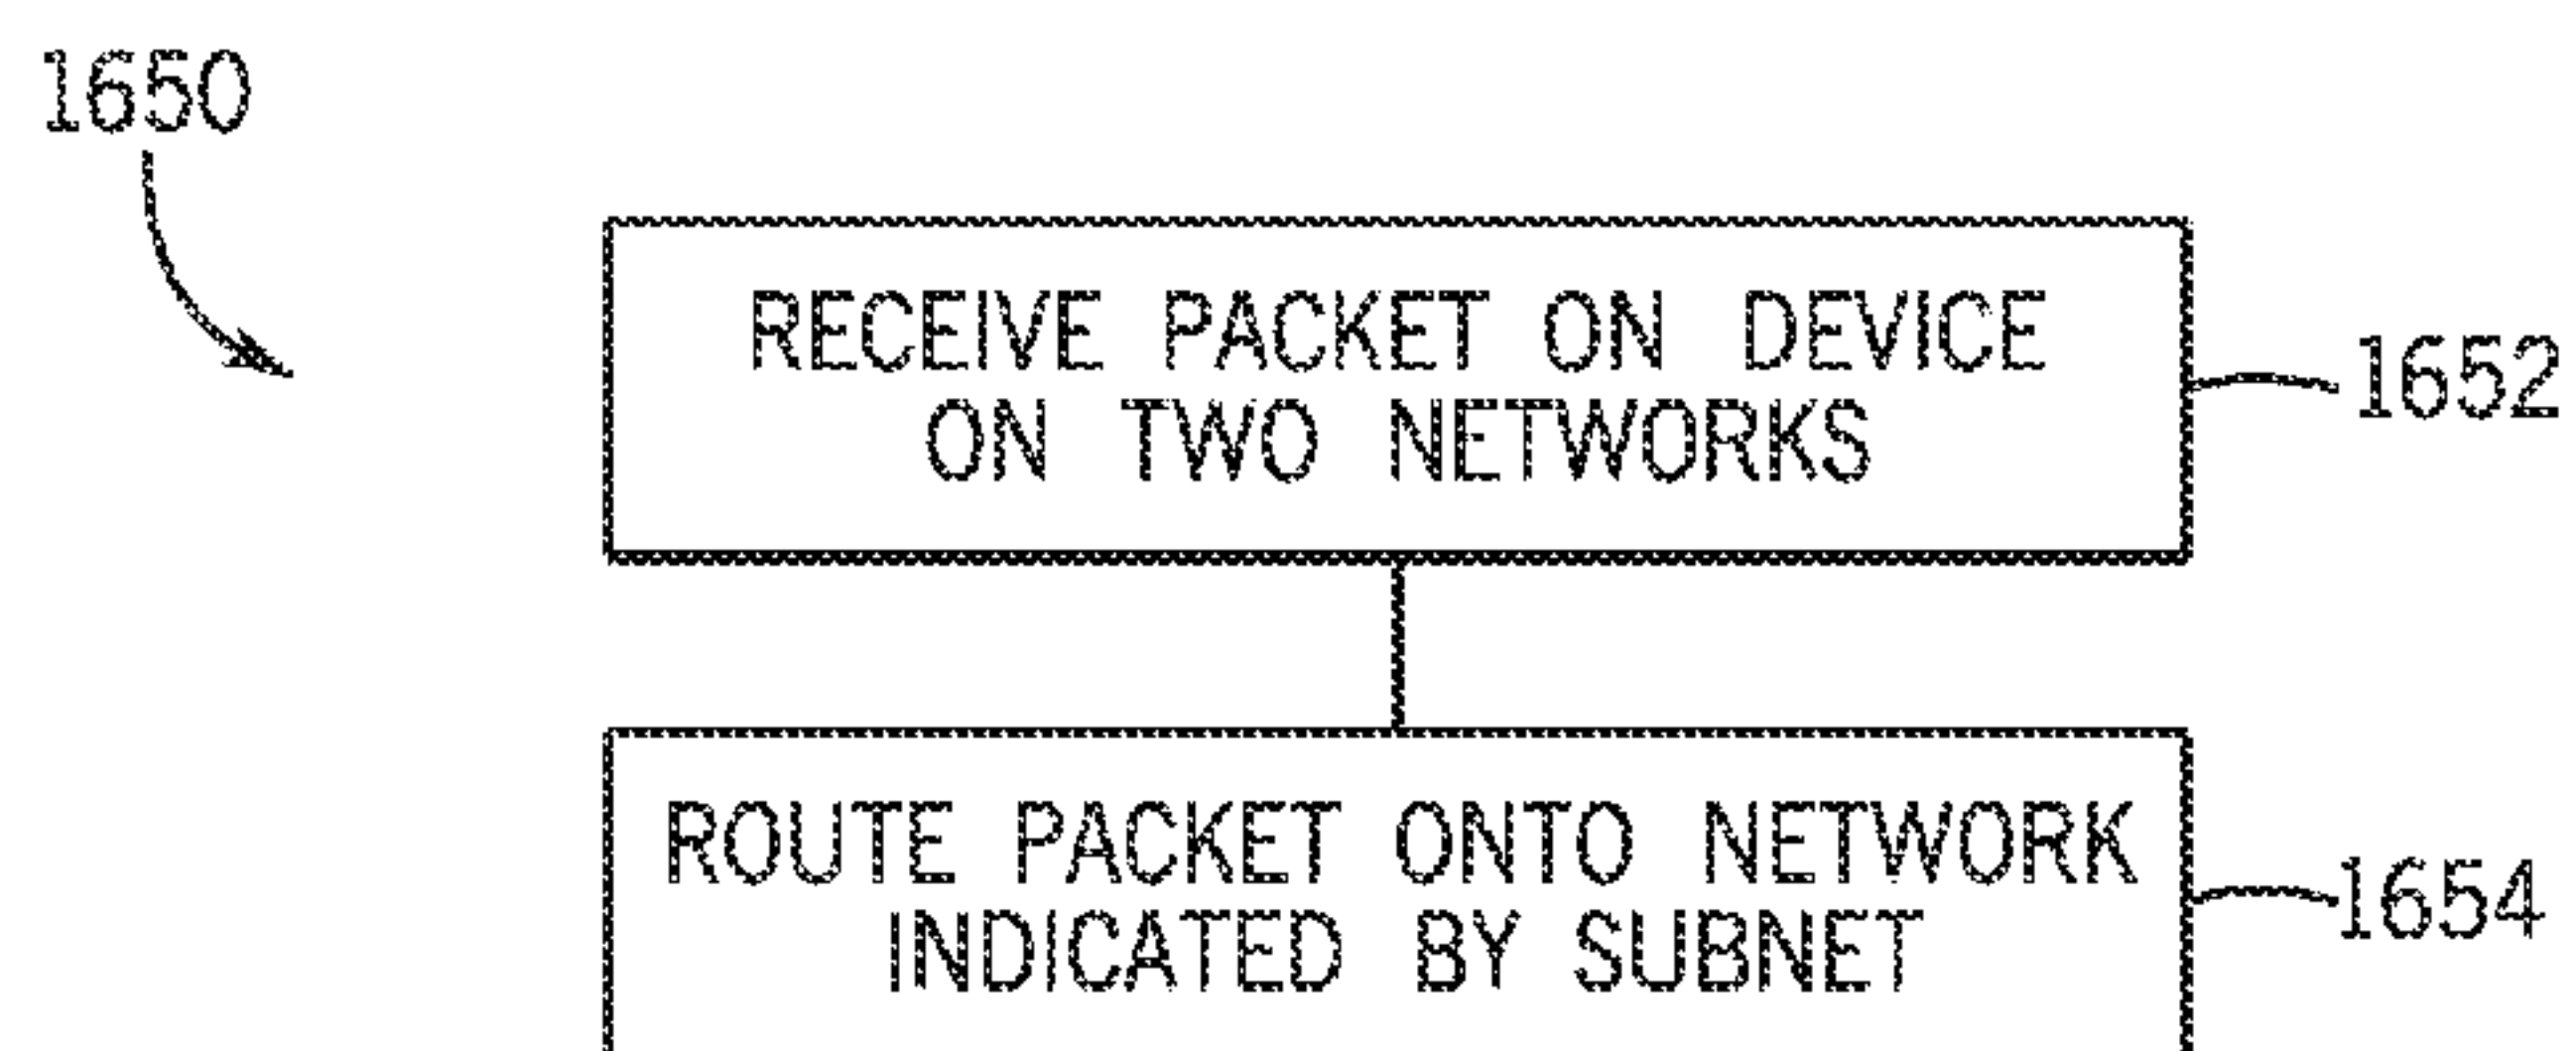 1650
RECEIVE PACKET ON DEVICE
ON TWO NETWORKS
1652
ROUTE PACKET ONTO NETWORK
INDICATED BY SUBNET
1654